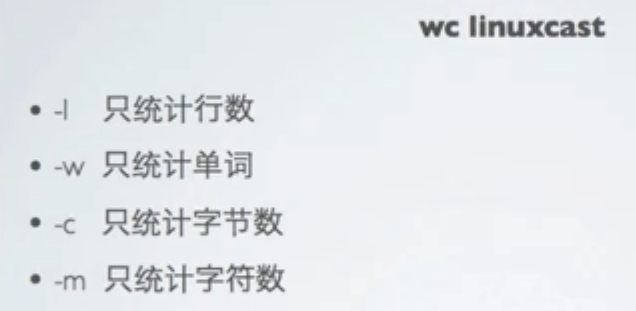 wc linuxcast
• -l 只统计行数
• -w 只统计单词
• -c 只统计字节数
• -m 只统计字符数